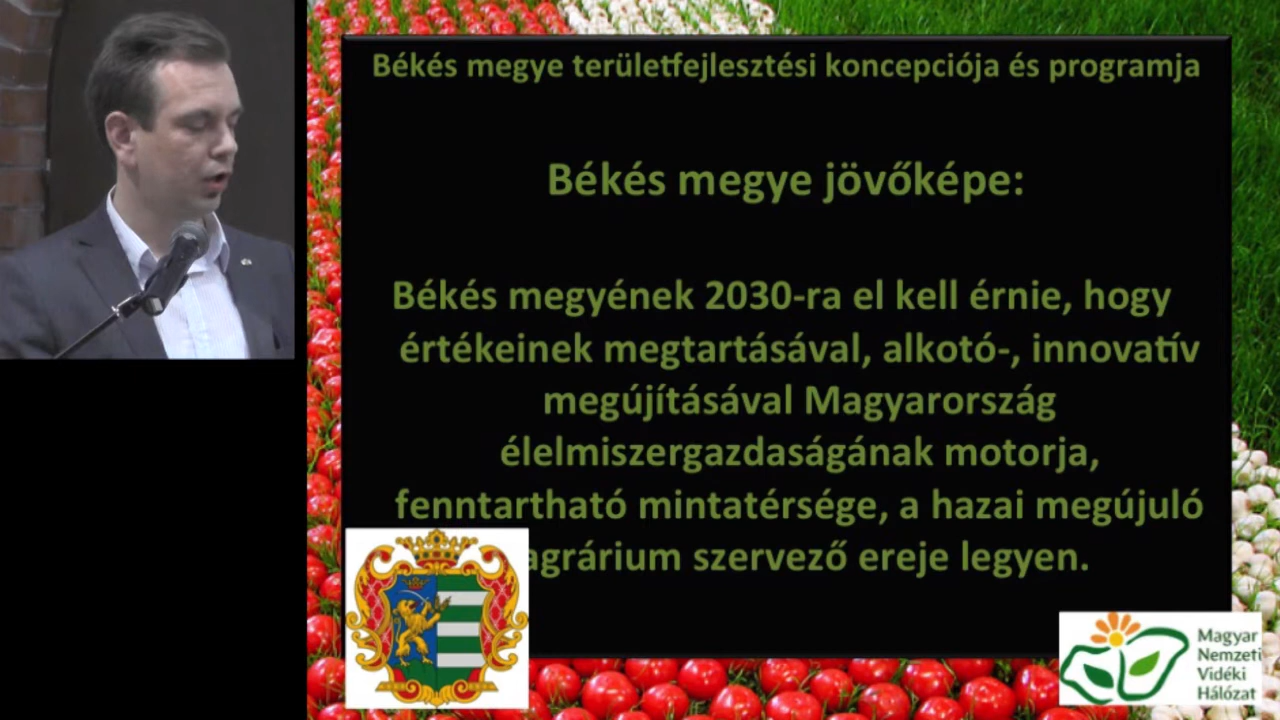 Békés megye területfejlesztési koncepciója és programja
Békés megye jövőképe:
Békés megyének 2030-ra el kell érnie, hogy
értékeinek megtartásával, alkotó-, innovatív
megújításával Magyarország
élelmiszergazdaságának motorja,
fenntartható mintatérsége, a hazai megújuló
agrárium szervező ereje legyen.
Magyar
Nemzeti
Vidéki
Hálózat